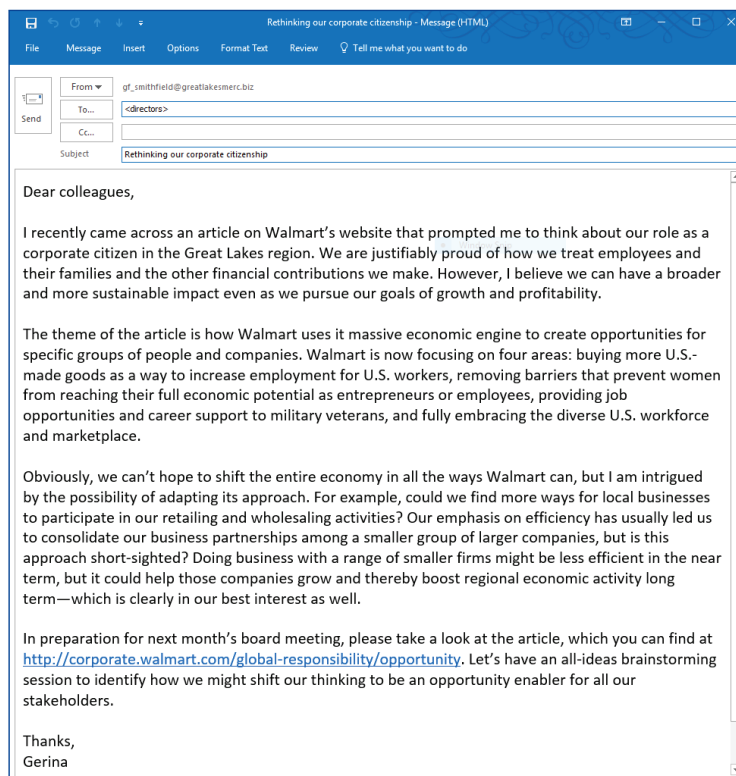 Rethinking our corporate citizenship - Message (HTML)
File Message Insert Options Format Text Review Tell me what you want to do
From gf_smithfield@greatlakesmerc.biz
Send
To... <directors>
Cc...
Subject Rethinking our corporate citizenship
Dear colleagues,
I recently came across an article on Walmart's website that prompted me to think about our role as a
corporate citizen in the Great Lakes region. We are justifiably proud of how we treat employees and
their families and the other financial contributions we make. However, I believe we can have a broader
and more sustainable impact even as we pursue our goals of growth and profitability.
The theme of the article is how Walmart uses it massive economic engine to create opportunities for
specific groups of people and companies. Walmart is now focusing on four areas: buying more U.S.-
made goods as a way to increase employment for U.S. workers, removing barriers that prevent women
from reaching their full economic potential as entrepreneurs or employees, providing job
opportunities and career support to military veterans, and fully embracing the diverse U.S. workforce
and marketplace.
Obviously, we can't hope to shift the entire economy in all the ways Walmart can, but I am intrigued
by the possibility of adapting its approach. For example, could we find more ways for local businesses
to participate in our retailing and wholesaling activities? Our emphasis on efficiency has usually led us
to consolidate our business partnerships among a smaller group of larger companies, but is this
approach short-sighted? Doing business with a range of smaller firms might be less efficient in the near
term, but it could help those companies grow and thereby boost regional economic activity long
term—which is clearly in our best interest as well.
In preparation for next month's board meeting, please take a look at the article, which you can find at
http://corporate.walmart.com/global-responsibility/opportunity. Let's have an all-ideas brainstorming
session to identify how we might shift our thinking to be an opportunity enabler for all our
stakeholders.
Thanks,
Gerina